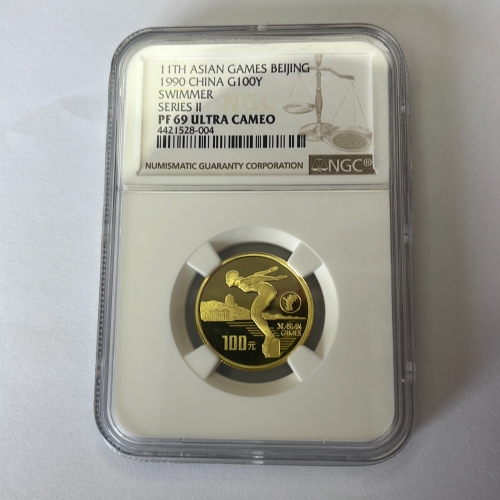 11TH ASIAN GAMES BEIJING
1990 CHINA G100Y
SWIMMER
SERIES II
PF 69 ULTRA CAMEO
4421528-004
NUMISMATIC GUARANTY CORPORATION
NGC®
NGC
XI ASIAN
GAMES
100元